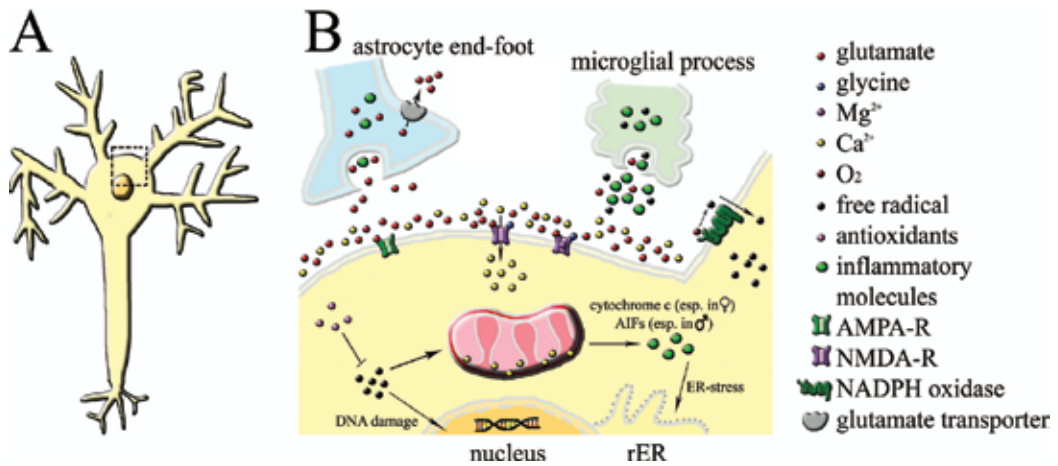 A
B
astrocyte end-foot
microglial process
cytochrome c (esp. in♀)
AIFs (esp. in♂)
ER-stress
DNA damage
nucleus
rER
glutamate
glycine
Mg²⁺
Ca²⁺
O₂
free radical
antioxidants
inflammatory
molecules
AMPA-R
NMDA-R
NADPH oxidase
glutamate transporter